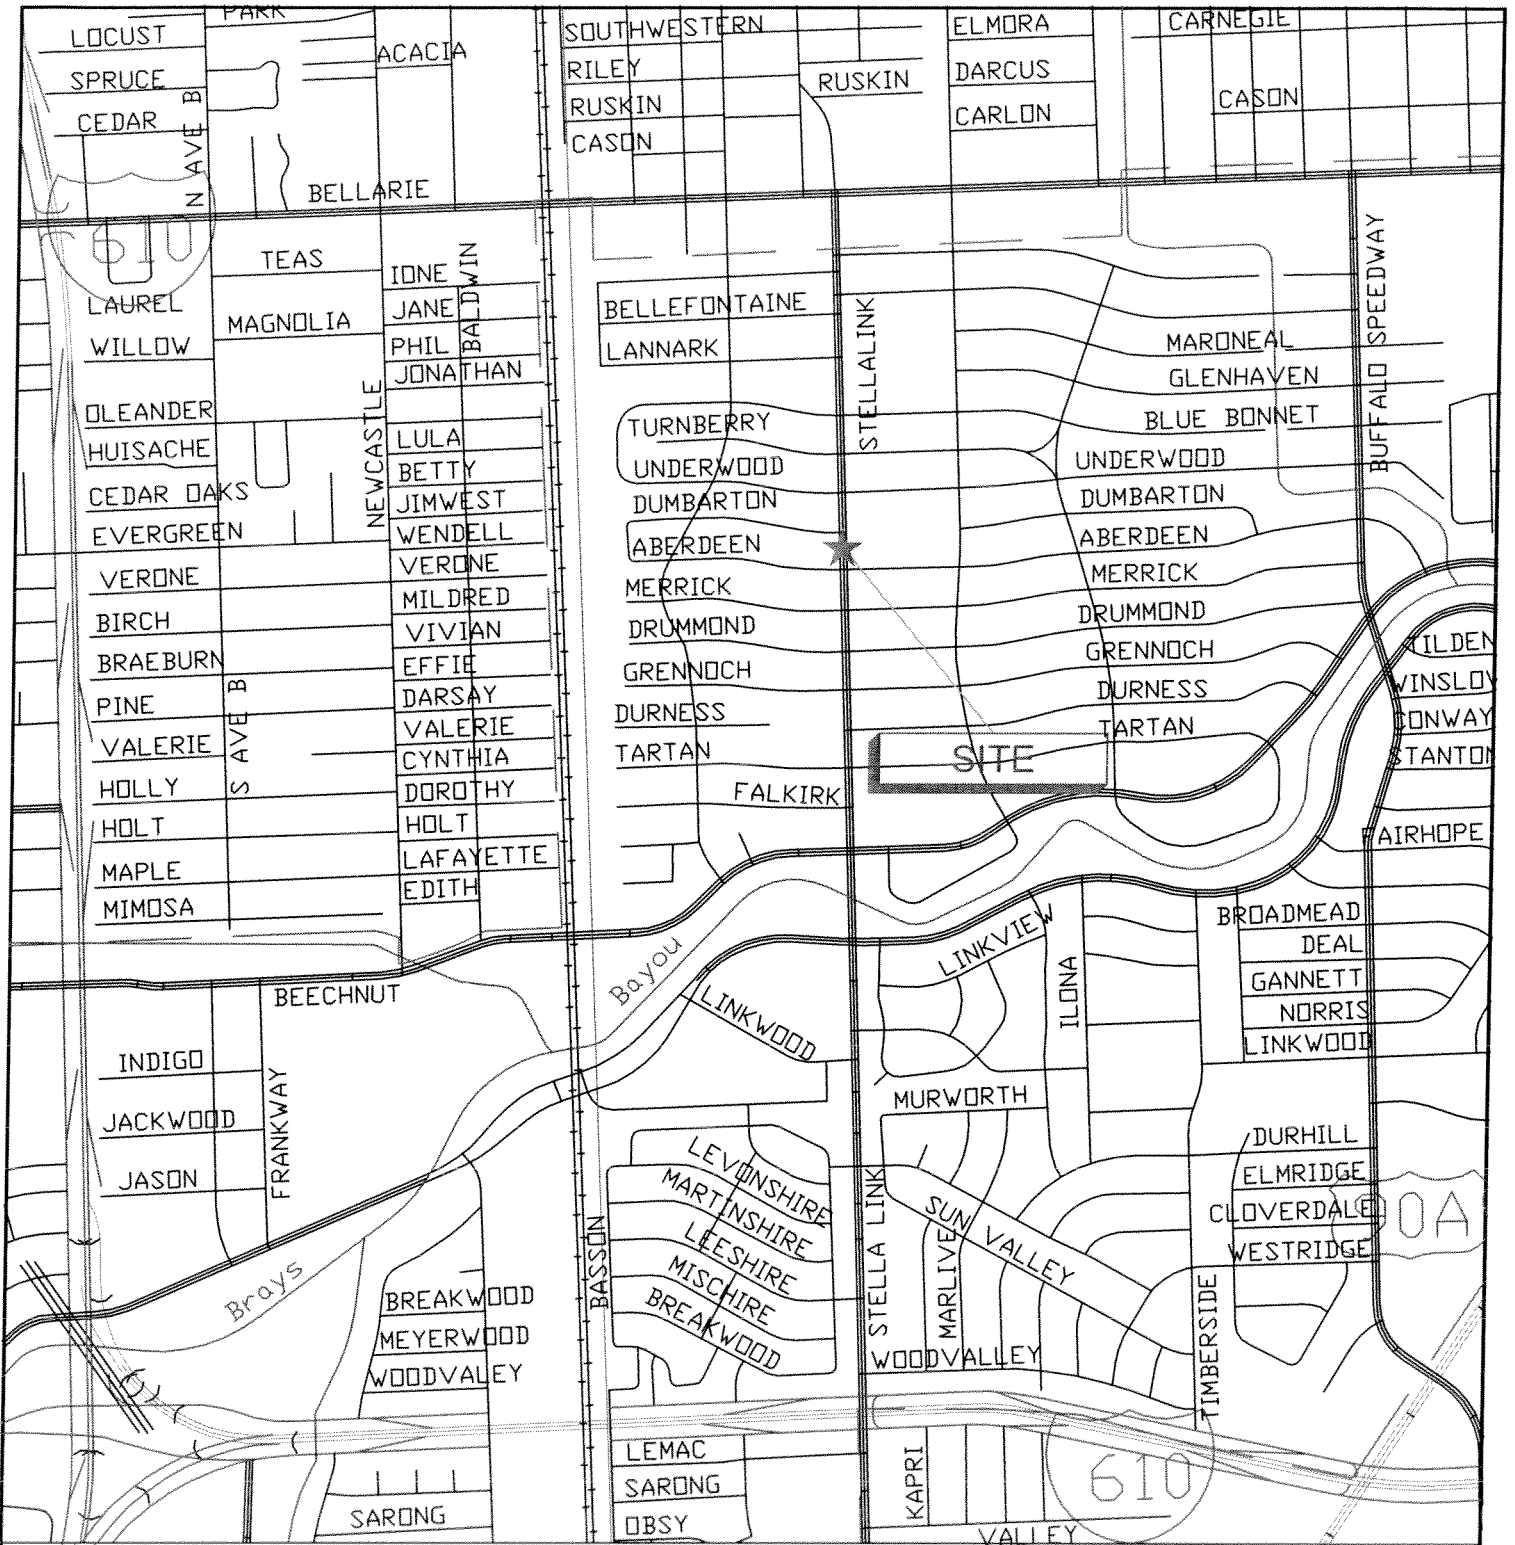 PARK
LOCUST
ACACIA
SPRUCE
N AVE B
CEDAR
SOUTHWESTERN
RILEY
RUSKIN
CASON
RUSKIN
ELMORA
DARCUS
CARLON
CARNEGIE
CASON
BELLARIE
610
TEAS
LAUREL
MAGNOLIA
WILLOW
IONE
JANE
PHIL
JONATHAN
BALDWIN
BELLEFONTAINE
LANNARK
STELLALINK
MARONEAL
GLENHAVEN
BLUE BONNET
BUFFALO SPEEDWAY
OLEANDER
HUISACHE
CEDAR OAKS
EVERGREEN
VERONE
BIRCH
BRAEBURN
PINE
VALERIE
HOLLY
HOLT
MAPLE
MIMOSA
S AVE B
NEWCASTLE
LULA
BETTY
JIMWEST
WENDELL
VERONE
MILDRED
VIVIAN
EFFIE
DARSAY
VALERIE
CYNTHIA
DOROTHY
HOLT
LAFAYETTE
EDITH
TURNBERRY
UNDERWOOD
DUMBARTON
ABERDEEN
MERRICK
DRUMMOND
GRENNOCH
DURNESS
TARTAN
FALKIRK
UNDERWOOD
DUMBARTON
ABERDEEN
MERRICK
DRUMMOND
GRENNOCH
DURNESS
TARTAN
SITE
TILDEN
WINSLOW
CONWAY
STANTON
AIRHOPE
BEECHNUT
Bayou
LINKWOOD
LINKVIEW
ILONA
BROADMEAD
DEAL
GANNETT
NORRIS
LINKWOOD
INDIGO
JACKWOOD
JASON
FRANKWAY
MURWORTH
DURHILL
ELMRIDGE
CLOVERDALE
WESTRIDGE
90A
LEVONSHIRE
MARTINSHIRE
LEESHIRE
MISCHIRE
BREAKWOOD
BASSON
STELLA LINK
MARLIVE
SUN VALLEY
TIMBERSIDE
Brays
BREAKWOOD
MEYERWOOD
WOODVALEY
WOODVALLEY
LEMAC
SARONG
OBSY
SARONG
KAPRI
610
VALLEY